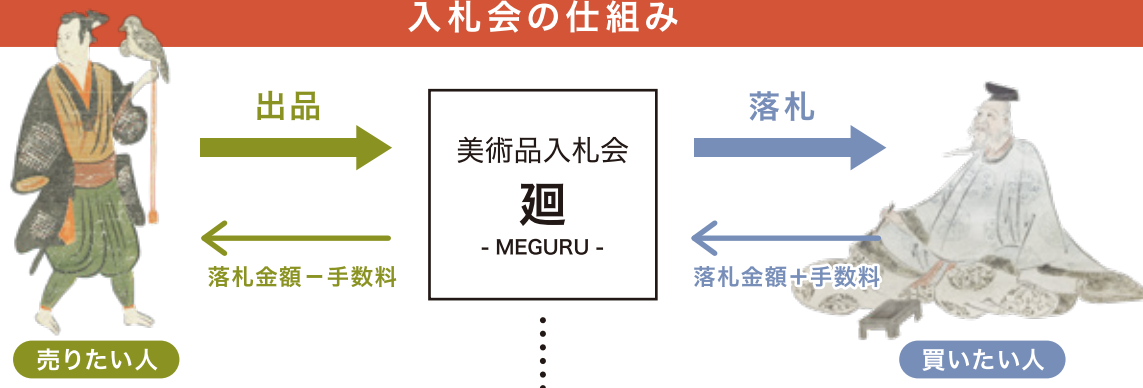 入札会の仕組み
出品
落札
美術品入札会
廻
- MEGURU -
落札金額－手数料
落札金額＋手数料
売りたい人
買いたい人